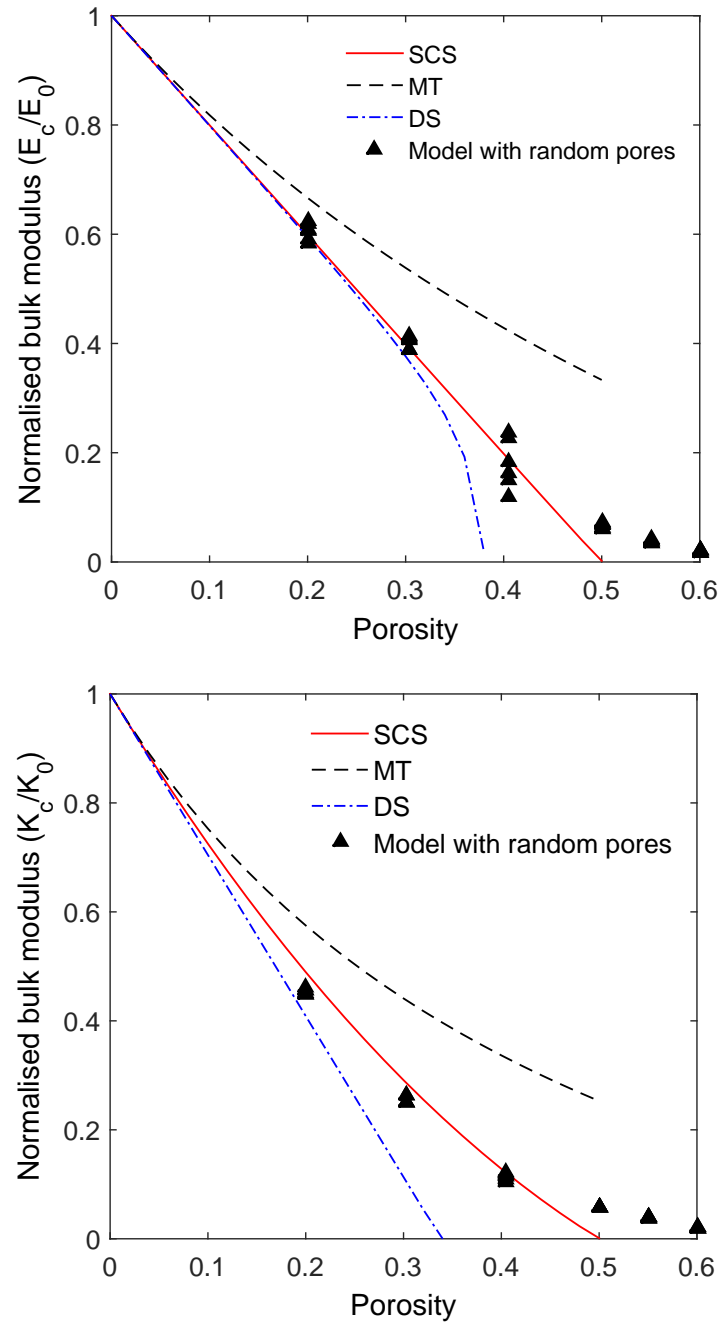 1
0.8
0.6
0.4
0.2
0
Normalised bulk modulus (E_c/E_0)
SCS
MT
DS
Model with random pores
0 0.1 0.2 0.3 0.4 0.5 0.6
Porosity
1
0.8
0.6
0.4
0.2
0
Normalised bulk modulus (K_c/K_0)
SCS
MT
DS
Model with random pores
0 0.1 0.2 0.3 0.4 0.5 0.6
Porosity